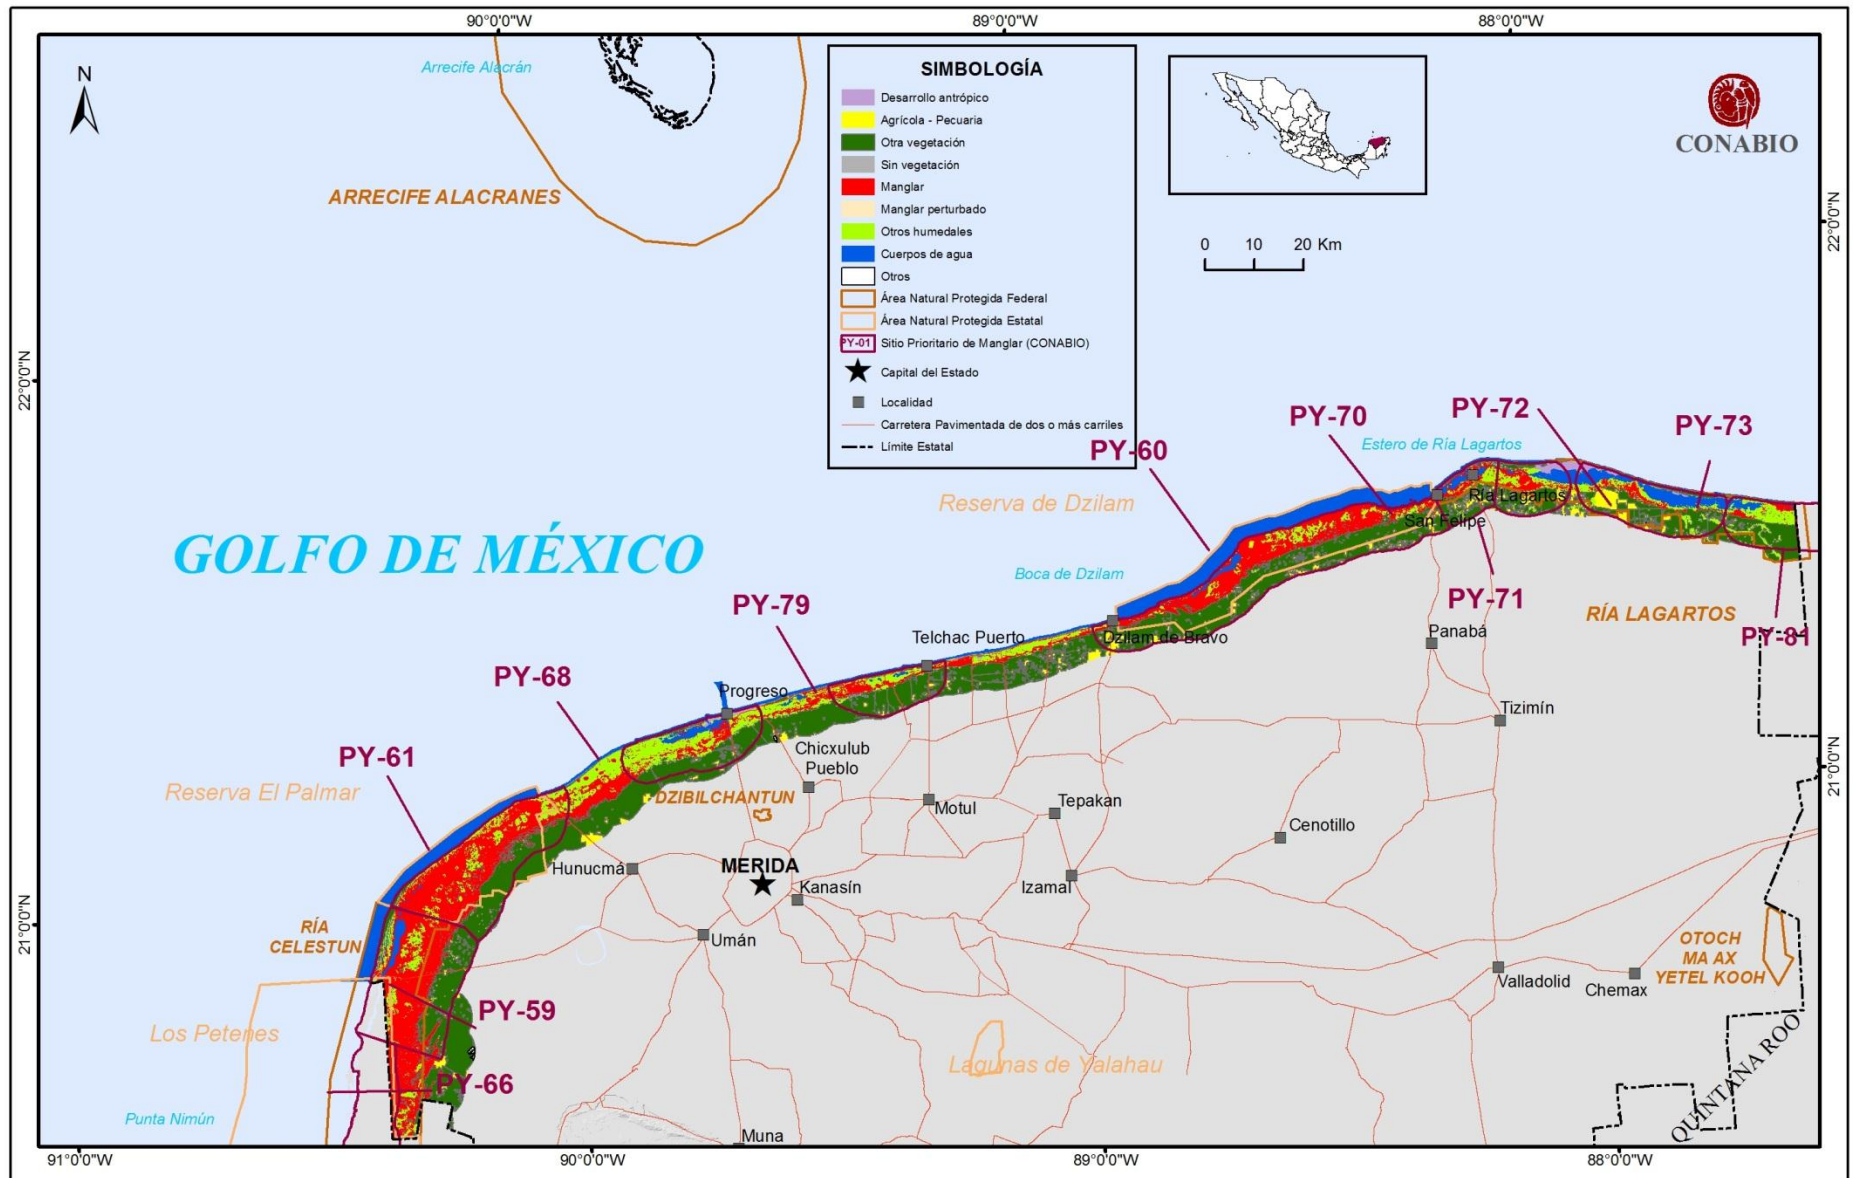 90°0'0"W
89°0'0"W
88°0'0"W
N
Arrecife Alacrán
ARRECIFE ALACRANES
SIMBOLOGÍA
Desarrollo antrópico
Agrícola - Pecuaria
Otra vegetación
Sin vegetación
Manglar
Manglar perturbado
Otros humedales
Cuerpos de agua
Otros
Área Natural Protegida Federal
Área Natural Protegida Estatal
PY-01 Sitio Prioritario de Manglar (CONABIO)
Capital del Estado
Localidad
Carretera Pavimentada de dos o más carriles
Límite Estatal
CONABIO
0 10 20 Km
22°0'0"N
22°0'0"N
PY-60
PY-70
PY-72
PY-73
Estero de Ría Lagartos
Reserva de Dzilam
Ría Lagartos
San Felipe
GOLFO DE MÉXICO
Boca de Dzilam
PY-71
RÍA LAGARTOS
PY-81
PY-79
Telchac Puerto
Dzilam de Bravo
Panabá
PY-68
Progreso
Tizimín
PY-61
Chicxulub
Pueblo
Reserva El Palmar
DZIBILCHANTUN
Motul
Tepakan
Cenotillo
21°0'0"N
Hunucmá
MERIDA
Kanasín
Izamal
21°0'0"N
RÍA
CELESTUN
Umán
OTOCH
MA AX
YETEL KOOH
Valladolid
Chemax
PY-59
Los Petenes
Lagunas de Yalahau
PY-66
Punta Nimún
Muna
QUINTANA ROO
91°0'0"W
90°0'0"W
89°0'0"W
88°0'0"W